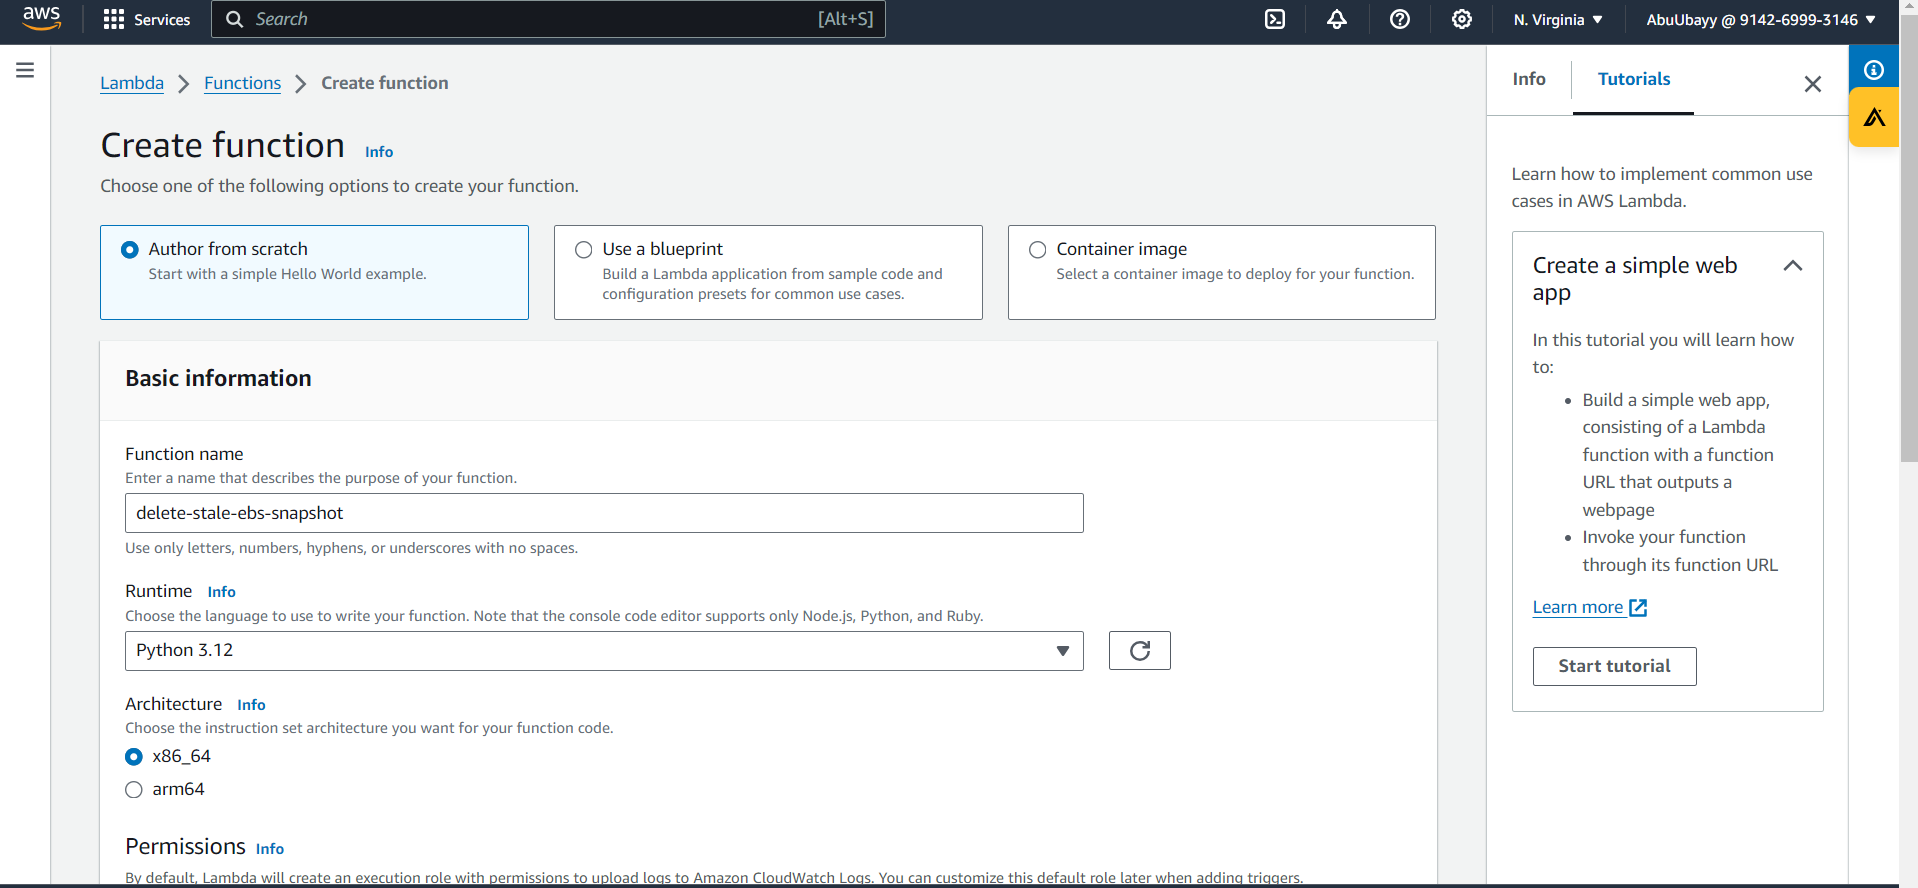 aws
Services
Search
[Alt+S]
N. Virginia
AbuUbayy @ 9142-6999-3146
Lambda
Functions
Create function
Create function
Info
Choose one of the following options to create your function.
Author from scratch
Start with a simple Hello World example.
Use a blueprint
Build a Lambda application from sample code and
configuration presets for common use cases.
Container image
Select a container image to deploy for your function.
Basic information
Function name
Enter a name that describes the purpose of your function.
delete-stale-ebs-snapshot
Use only letters, numbers, hyphens, or underscores with no spaces.
Runtime Info
Choose the language to use to write your function. Note that the console code editor supports only Node.js, Python, and Ruby.
Python 3.12
Architecture Info
Choose the instruction set architecture you want for your function code.
x86_64
arm64
Permissions Info
By default, Lambda will create an execution role with permissions to upload logs to Amazon CloudWatch Logs. You can customize this default role later when adding triggers.
Info
Tutorials
Learn how to implement common use
cases in AWS Lambda.
Create a simple web
app
In this tutorial you will learn how
to:
• Build a simple web app,
consisting of a Lambda
function with a function
URL that outputs a
webpage
• Invoke your function
through its function URL
Learn more
Start tutorial